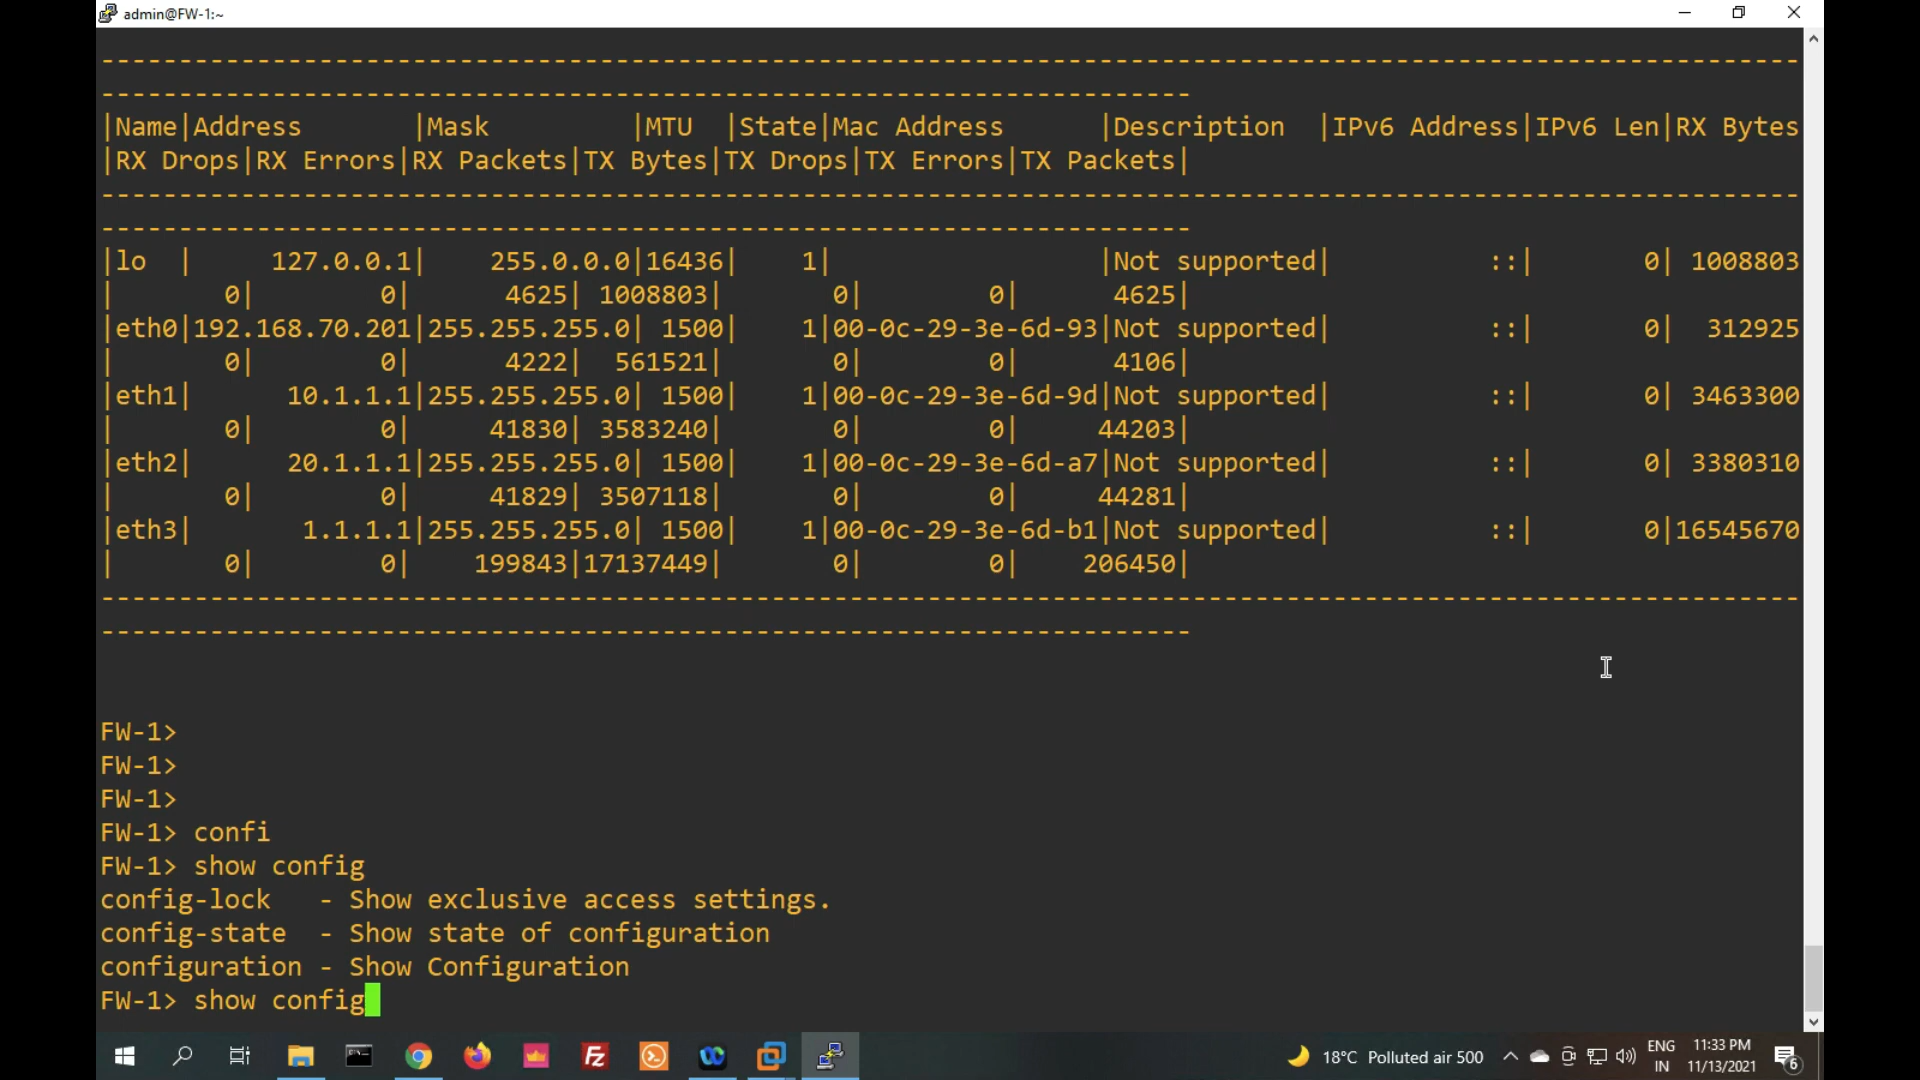 admin@FW-1:~
--------------------------------------------------------------------------------------------------------------
----------------------------------------------------------------------
|Name|Address       |Mask         |MTU  |State|Mac Address      |Description  |IPv6 Address|IPv6 Len|RX Bytes
|RX Drops|RX Errors|RX Packets|TX Bytes|TX Drops|TX Errors|TX Packets|
--------------------------------------------------------------------------------------------------------------
----------------------------------------------------------------------
|lo  |     127.0.0.1|    255.0.0.0|16436|    1|                 |Not supported|          ::|       0| 1008803
|       0|        0|      4625| 1008803|       0|        0|      4625|
|eth0|192.168.70.201|255.255.255.0| 1500|    1|00-0c-29-3e-6d-93|Not supported|          ::|       0|  312925
|       0|        0|      4222|  561521|       0|        0|      4106|
|eth1|      10.1.1.1|255.255.255.0| 1500|    1|00-0c-29-3e-6d-9d|Not supported|          ::|       0| 3463300
|       0|        0|     41830| 3583240|       0|        0|     44203|
|eth2|      20.1.1.1|255.255.255.0| 1500|    1|00-0c-29-3e-6d-a7|Not supported|          ::|       0| 3380310
|       0|        0|     41829| 3507118|       0|        0|     44281|
|eth3|       1.1.1.1|255.255.255.0| 1500|    1|00-0c-29-3e-6d-b1|Not supported|          ::|       0|16545670
|       0|        0|    199843|17137449|       0|        0|    206450|
--------------------------------------------------------------------------------------------------------------
----------------------------------------------------------------------
FW-1>
FW-1>
FW-1>
FW-1> confi
FW-1> show config
config-lock   - Show exclusive access settings.
config-state  - Show state of configuration
configuration - Show Configuration
FW-1> show config
18°C Polluted air 500
ENG
IN
11:33 PM
11/13/2021
6